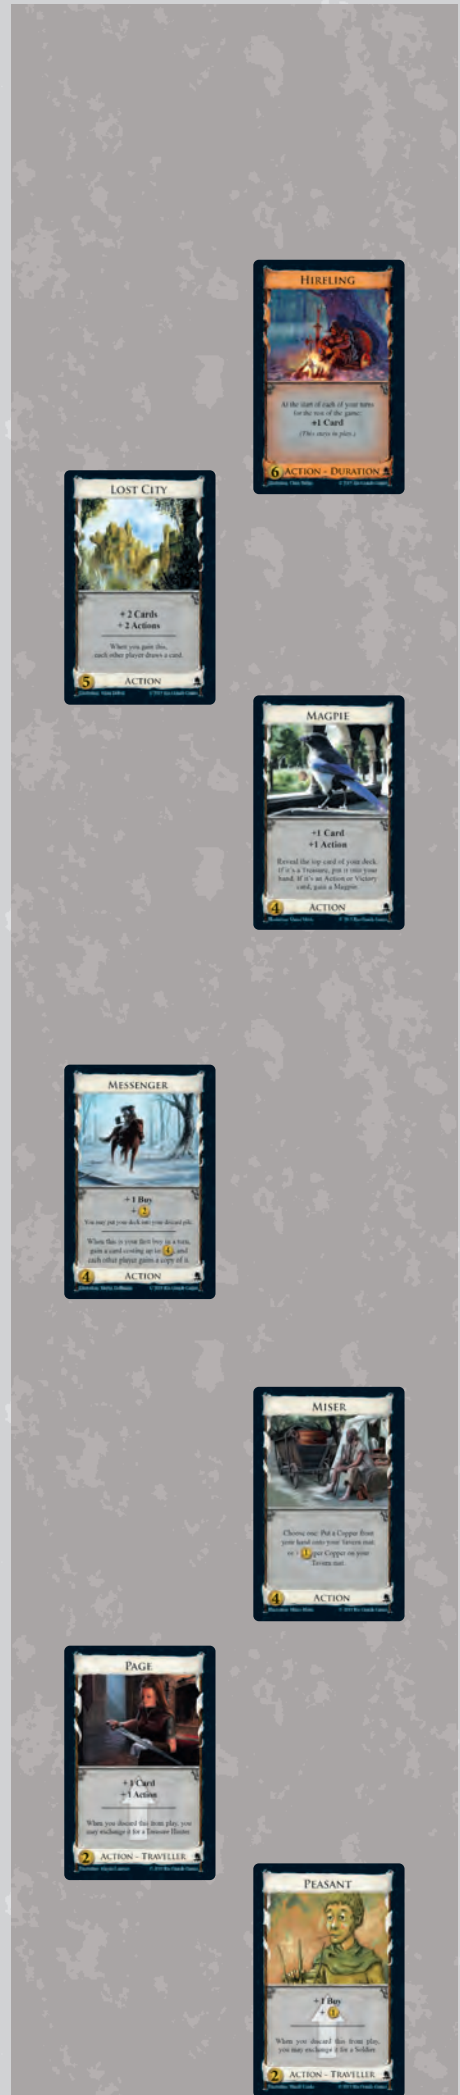 HIRELING
At the start of each of your turns
for the rest of the game:
+1 Card
(This stays in play.)
6 ACTION – DURATION
LOST CITY
+2 Cards
+2 Actions
When you gain this,
each other player draws a card.
5 ACTION
MAGPIE
+1 Card
+1 Action
Reveal the top card of your deck.
If it's a Treasure, put it into your
hand. If it's an Action or Victory
card, gain a Magpie.
4 ACTION
MESSENGER
+1 Buy
+ 2
You may put your deck into your discard pile.
When this is your first buy in a turn,
gain a card costing up to 4, and
each other player gains a copy of it.
4 ACTION
MISER
Choose one: Put a Copper from
your hand onto your Tavern mat;
or + 1 per Copper on your
Tavern mat.
4 ACTION
PAGE
+1 Card
+1 Action
When you discard this from play, you
may exchange it for a Treasure Hunter.
2 ACTION – TRAVELLER
PEASANT
+1 Buy
+ 1
When you discard this from play,
you may exchange it for a Soldier.
2 ACTION – TRAVELLER